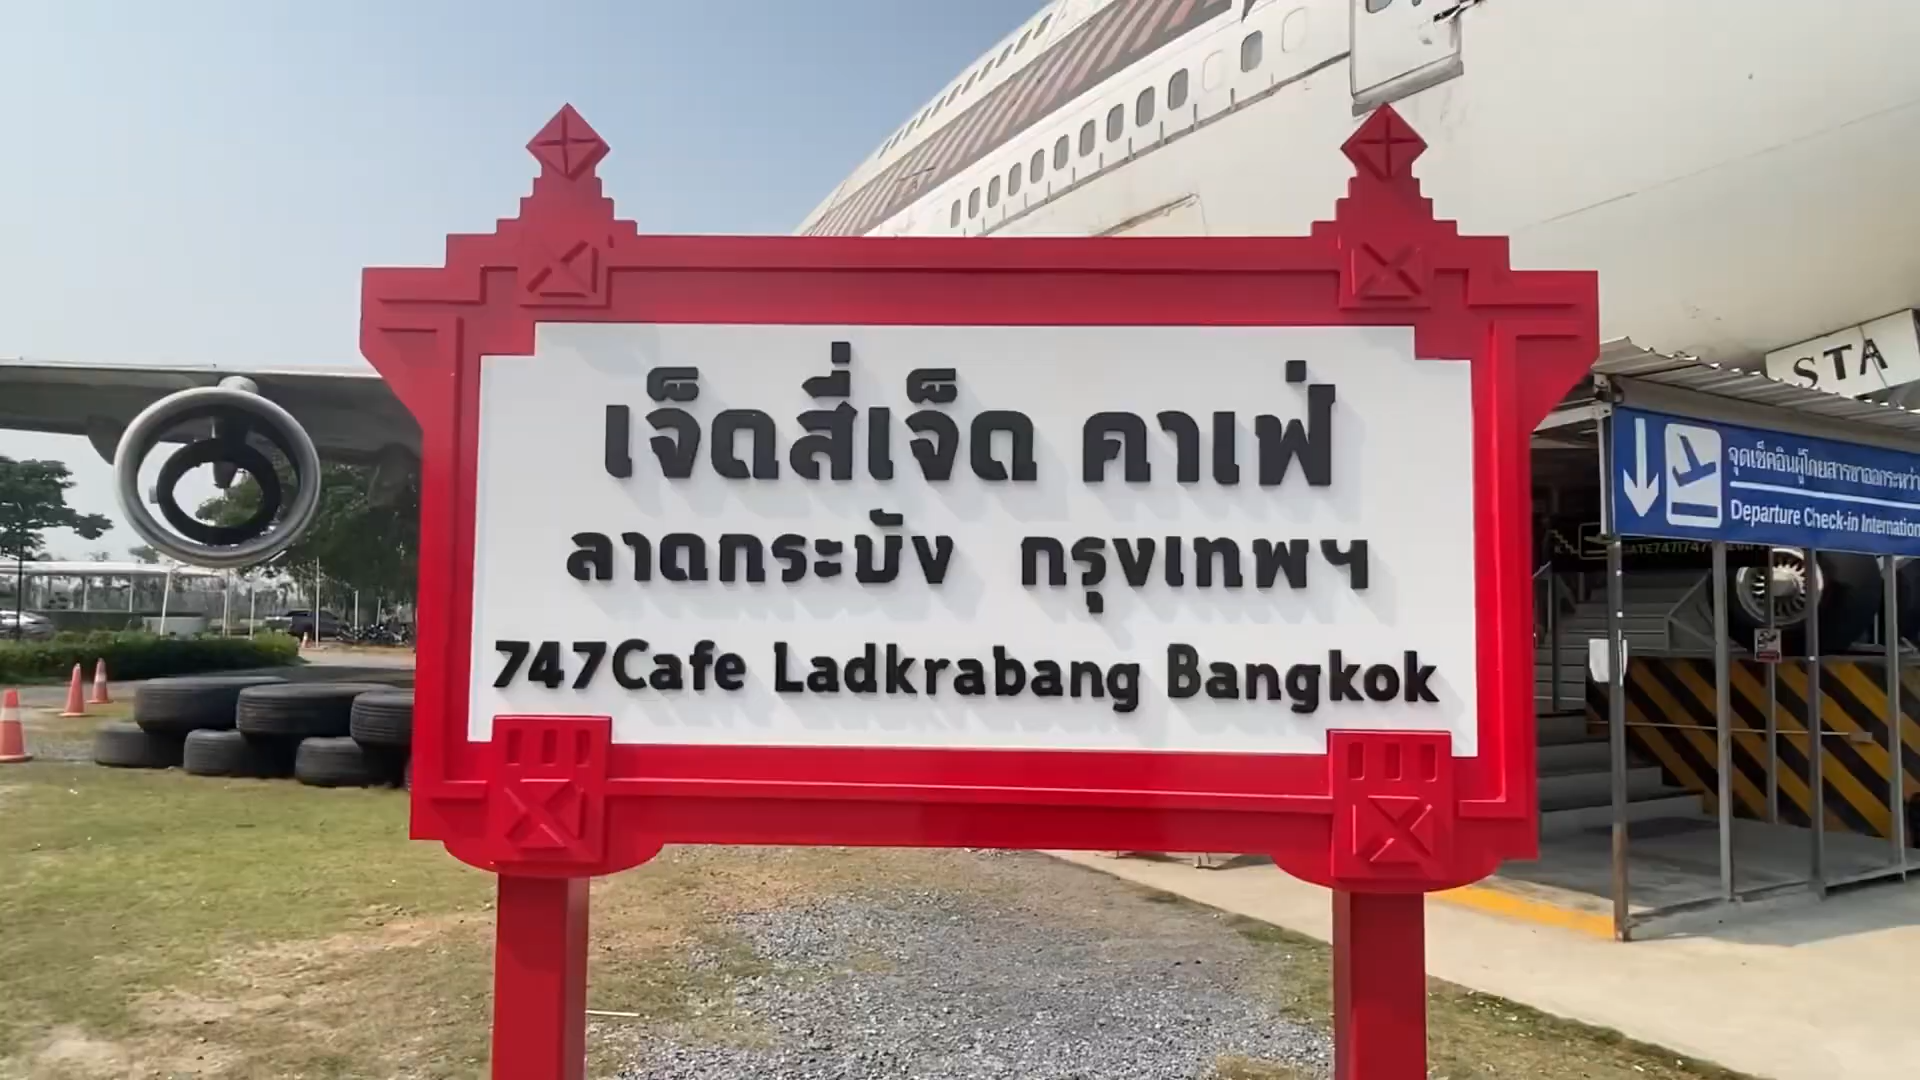 เจ็ดสี่เจ็ด คาเฟ่
ลาดกระบัง กรุงเทพฯ
747Cafe Ladkrabang Bangkok
STA
จุดเช็คอินผู้โดยสารขาออกระหว่า
Departure Check-in Internation